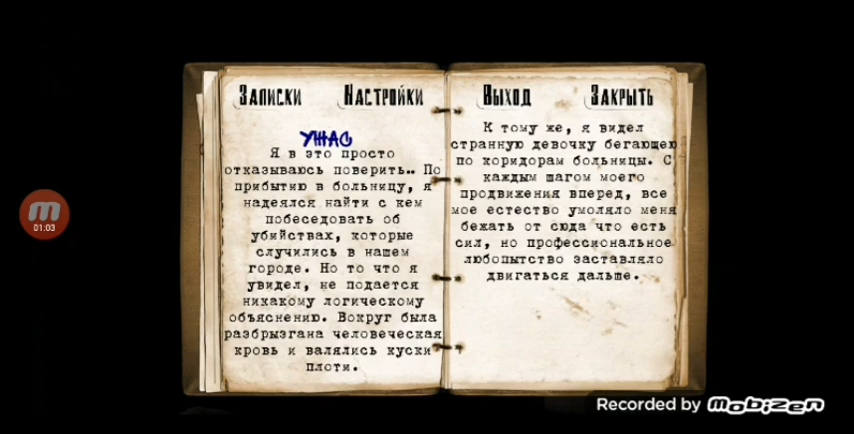 Записки Настройки Выход Закрыть
УЖАС
Я в это просто
отказываюсь поверить.. По
прибытию в больницу, я
надеялся найти с кем
побеседовать об
убийствах, которые
случились в нашем
городе. Но то что я
увидел, не подается
никакому логическому
объяснению. Вокруг была
разбрызгана человеческая
кровь и валялись куски
плоти.
К тому же, я видел
странную девочку бегающею
по коридорам больницы. С
каждым шагом моего
продвижения вперед, все
мое естество умоляло меня
бежать от сюда что есть
сил, но профессиональное
любопытство заставляло
двигаться дальше.
01:03
Recorded by mobizen